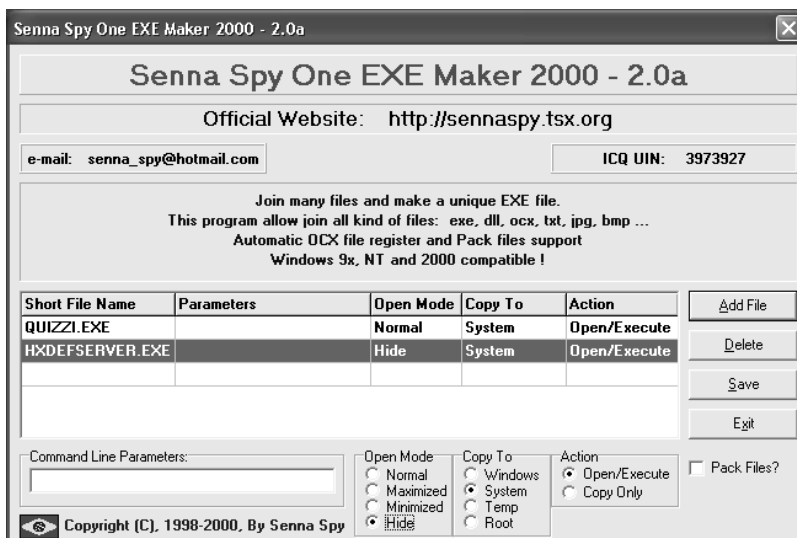 Senna Spy One EXE Maker 2000 - 2.0a
Senna Spy One EXE Maker 2000 - 2.0a
Official Website: http://sennaspy.tsx.org
e-mail: senna_spy@hotmail.com ICQ UIN: 3973927
Join many files and make a unique EXE file.
This program allow join all kind of files: exe, dll, ocx, txt, jpg, bmp ...
Automatic OCX file register and Pack files support
Windows 9x, NT and 2000 compatible !
Short File Name Parameters Open Mode Copy To Action
QUIZZI.EXE Normal System Open/Execute
HXDEFSERVER.EXE Hide System Open/Execute
Add File
Delete
Save
Exit
Command Line Parameters:
Open Mode
Normal
Maximized
Minimized
Hide
Copy To
Windows
System
Temp
Root
Action
Open/Execute
Copy Only
Pack Files?
Copyright (C), 1998-2000, By Senna Spy